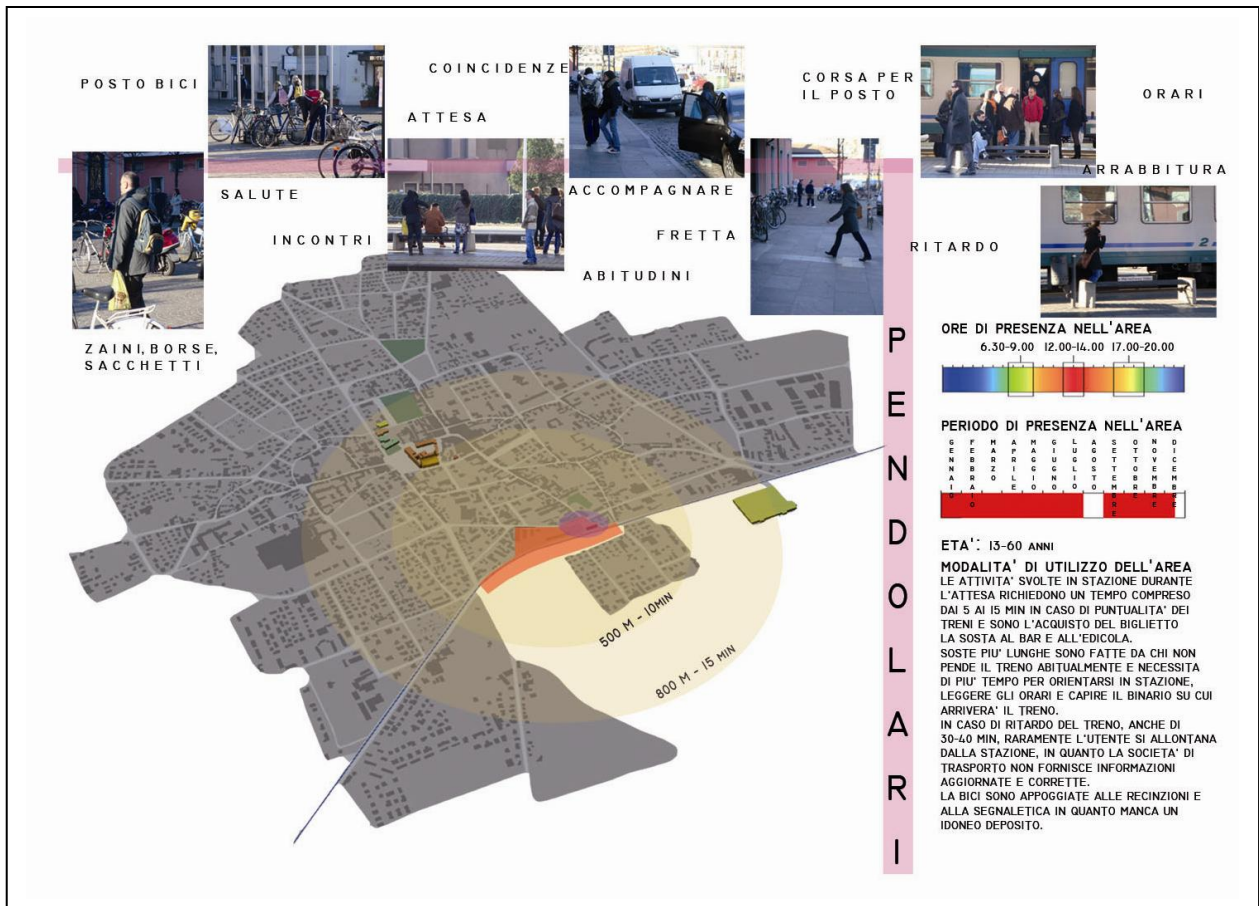 POSTO BICI
COINCIDENZE
CORSA PER
IL POSTO
ORARI
ATTESA
ARRABBITURA
SALUTE
ACCOMPAGNARE
INCONTRI
FRETTA
RITARDO
ABITUDINI
ZAINI, BORSE,
SACCHETTI
PENDOLARI
500 M - 10MIN
800 M - 15 MIN
2
ORE DI PRESENZA NELL'AREA
6.30-9.00 12.00-14.00 17.00-20.00
PERIODO DI PRESENZA NELL'AREA
GENNAIO
FEBBRAIO
MARZO
APRILE
MAGGIO
GIUGNO
LUGLIO
AGOSTO
SETTEMBRE
OTTOBRE
NOVEMBRE
DICEMBRE
ETA': 13-60 ANNI
MODALITA' DI UTILIZZO DELL'AREA
LE ATTIVITA' SVOLTE IN STAZIONE DURANTE
L'ATTESA RICHIEDONO UN TEMPO COMPRESO
DAI 5 AI 15 MIN IN CASO DI PUNTUALITA' DEI
TRENI E SONO L'ACQUISTO DEL BIGLIETTO
LA SOSTA AL BAR E ALL'EDICOLA.
SOSTE PIU' LUNGHE SONO FATTE DA CHI NON
PENDE IL TRENO ABITUALMENTE E NECESSITA
DI PIU' TEMPO PER ORIENTARSI IN STAZIONE,
LEGGERE GLI ORARI E CAPIRE IL BINARIO SU CUI
ARRIVERA' IL TRENO.
IN CASO DI RITARDO DEL TRENO, ANCHE DI
30-40 MIN, RARAMENTE L'UTENTE SI ALLONTANA
DALLA STAZIONE, IN QUANTO LA SOCIETA' DI
TRASPORTO NON FORNISCE INFORMAZIONI
AGGIORNATE E CORRETTE.
LA BICI SONO APPOGGIATE ALLE RECINZIONI E
ALLA SEGNALETICA IN QUANTO MANCA UN
IDONEO DEPOSITO.